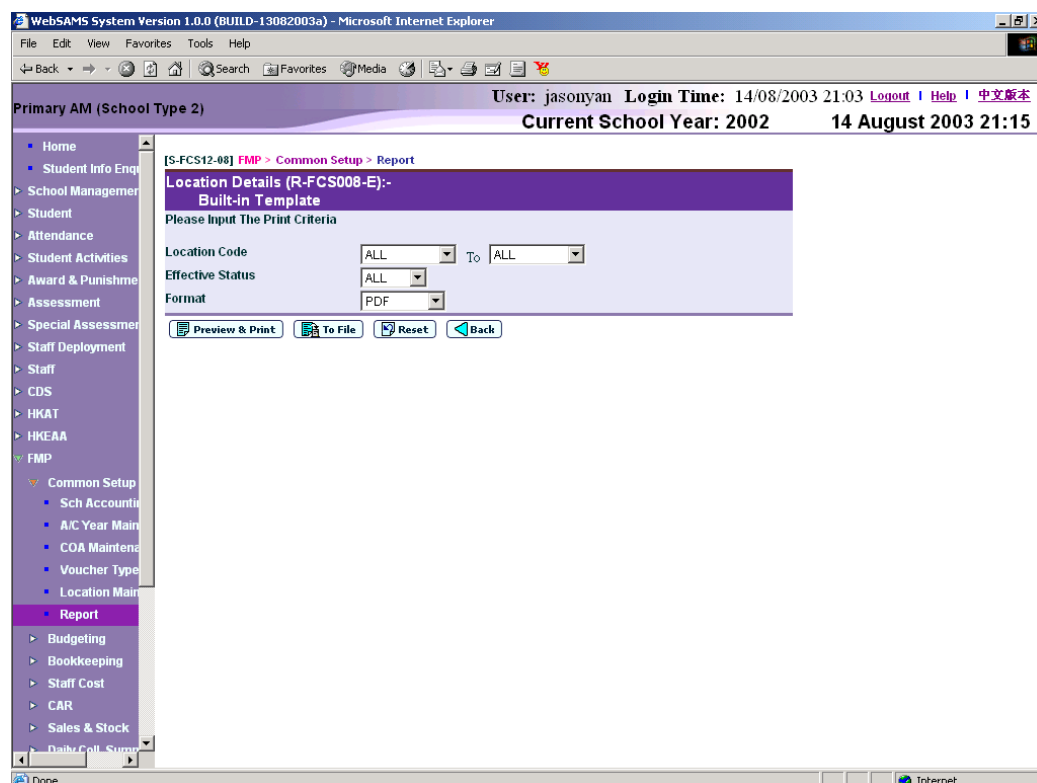 WebSAMS System Version 1.0.0 (BUILD-13082003a) - Microsoft Internet Explorer
File Edit View Favorites Tools Help
Back Search Favorites Media
Primary AM (School Type 2)
User: jasonyan Login Time: 14/08/2003 21:03 Logout | Help | 中文版本
Current School Year: 2002 14 August 2003 21:15
Home
Student Info Enqu
School Managemer
Student
Attendance
Student Activities
Award & Punishme
Assessment
Special Assessmer
Staff Deployment
Staff
CDS
HKAT
HKEAA
FMP
Common Setup
Sch Accountin
A/C Year Main
COA Maintena
Voucher Type
Location Main
Report
Budgeting
Bookkeeping
Staff Cost
CAR
Sales & Stock
Daily Coll. Summ
[S-FCS12-08] FMP > Common Setup > Report
Location Details (R-FCS008-E):-
Built-in Template
Please Input The Print Criteria
Location Code ALL To ALL
Effective Status ALL
Format PDF
Preview & Print To File Reset Back
Done Internet